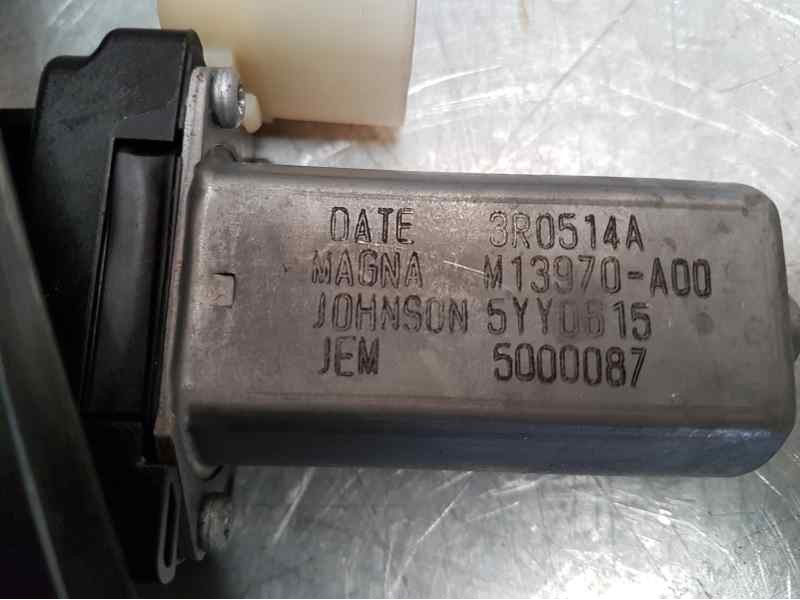 DATE 3R0514A
MAGNA M13970-A00
JOHNSON 5YY0615
JEM 5000087